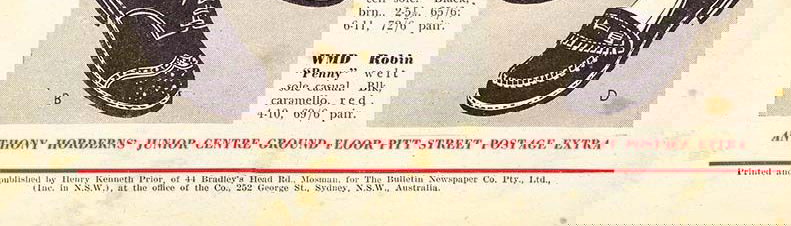 brn. 2-5½, 65/6.
6-11, 72/6 pair.
WMD Robin
"Penny" welt
sole casual. Blk,
caramello, red.
4-10, 69/6 pair.
B
D
ANTHONY HORDERNS' JUNIOR CENTRE GROUND FLOOR PITT STREET POSTAGE EXTRA
published by Henry Kenneth Prior, of 44 Bradley's Head Rd., Mosman, for The Bulletin Newspaper Co. Pty., Ltd.,
(Inc. in N.S.W.), at the office of the Co., 252 George St., Sydney, N.S.W., Australia.
Printed and